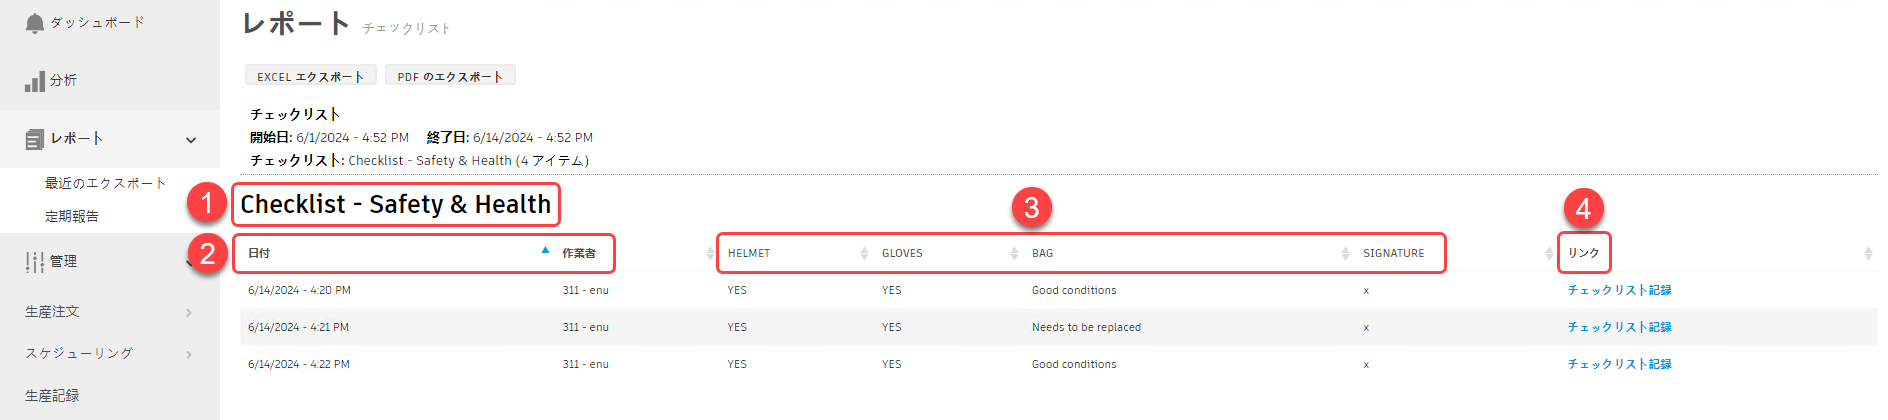 ダッシュボード
分析
レポート
最近のエクスポート
定期報告
管理
生産注文
スケジューリング
生産記録
レポート チェックリスト
EXCEL エクスポート PDF のエクスポート
チェックリスト
開始日: 6/1/2024 - 4:52 PM 終了日: 6/14/2024 - 4:52 PM
チェックリスト: Checklist - Safety & Health (4 アイテム)
1 Checklist - Safety & Health 3 4
2 日付 作業者 HELMET GLOVES BAG SIGNATURE リンク
6/14/2024 - 4:20 PM 311 - enu YES YES Good conditions x チェックリスト記録
6/14/2024 - 4:21 PM 311 - enu YES YES Needs to be replaced x チェックリスト記録
6/14/2024 - 4:22 PM 311 - enu YES YES Good conditions x チェックリスト記録